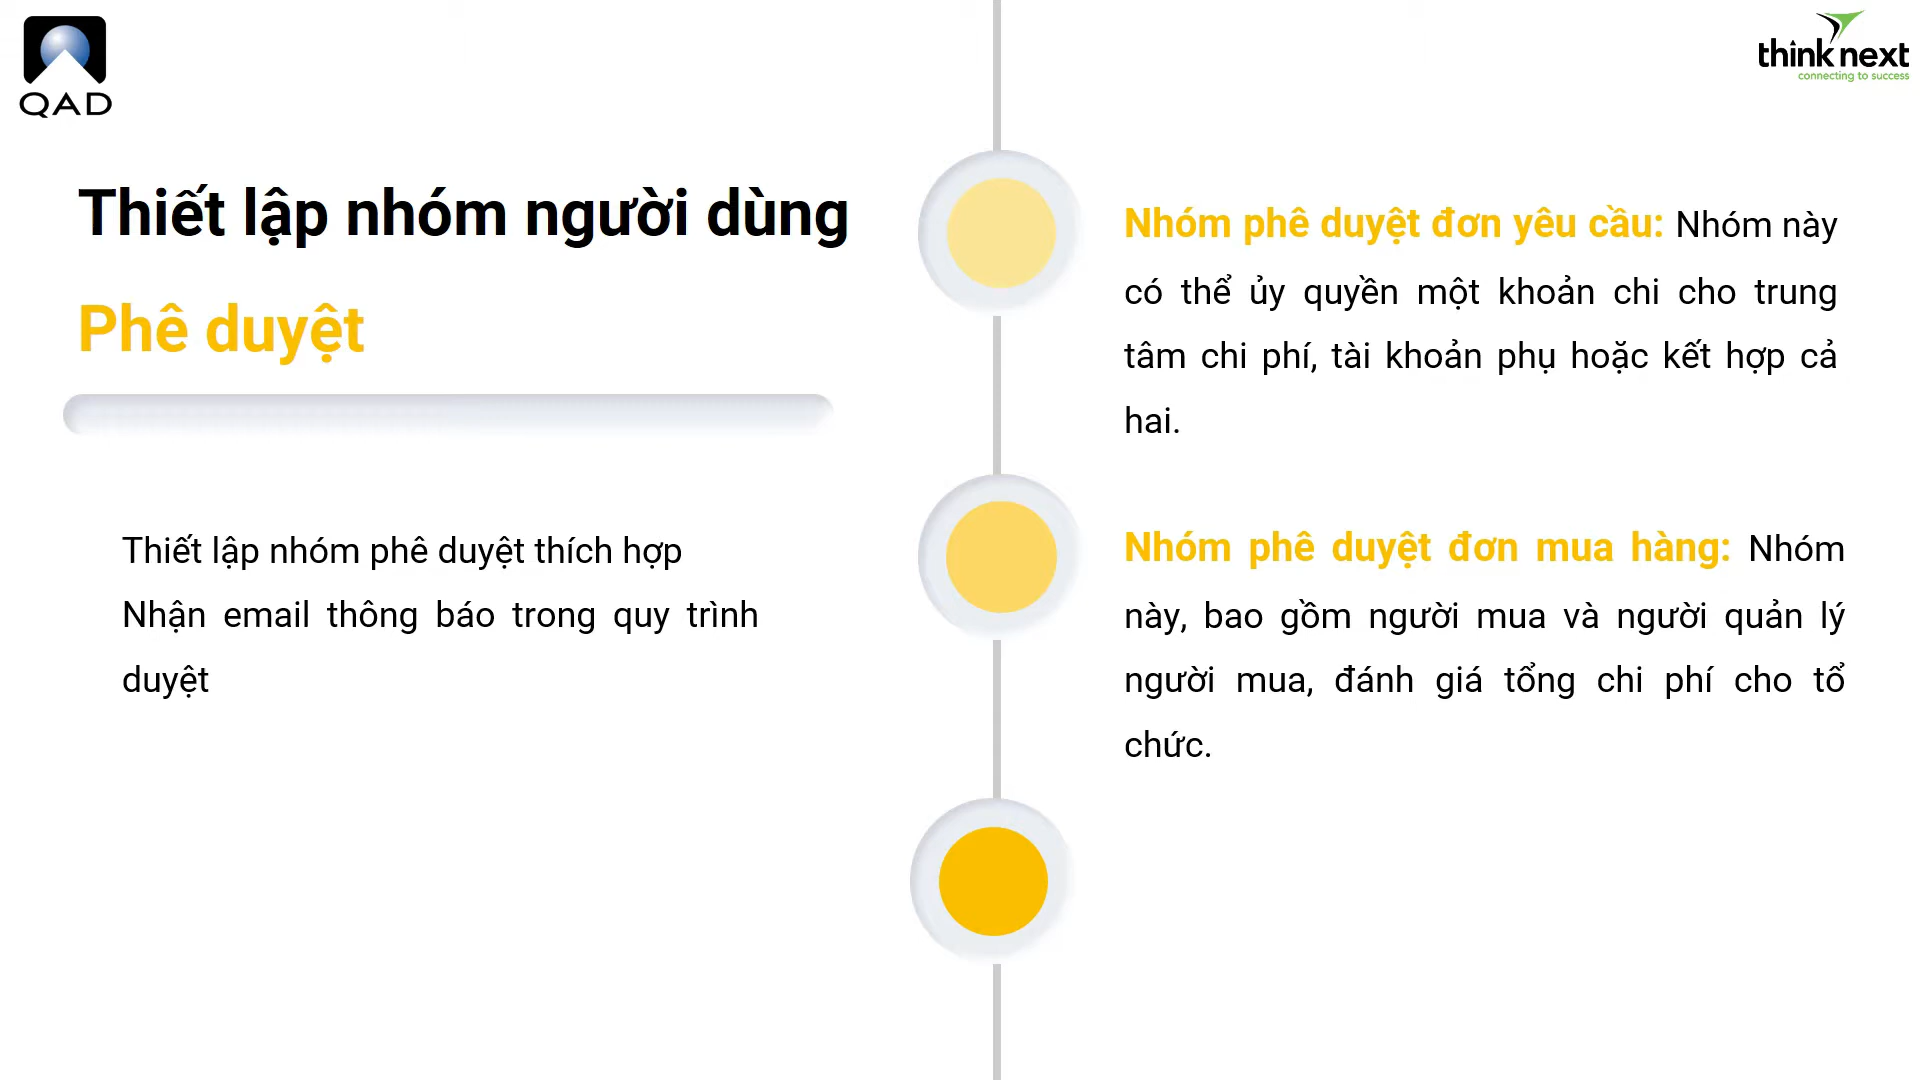 QAD
think next
connecting to success
Thiết lập nhóm người dùng
Phê duyệt
Thiết lập nhóm phê duyệt thích hợp
Nhận email thông báo trong quy trình
duyệt
Nhóm phê duyệt đơn yêu cầu: Nhóm này
có thể ủy quyền một khoản chi cho trung
tâm chi phí, tài khoản phụ hoặc kết hợp cả
hai.
Nhóm phê duyệt đơn mua hàng: Nhóm
này, bao gồm người mua và người quản lý
người mua, đánh giá tổng chi phí cho tổ
chức.